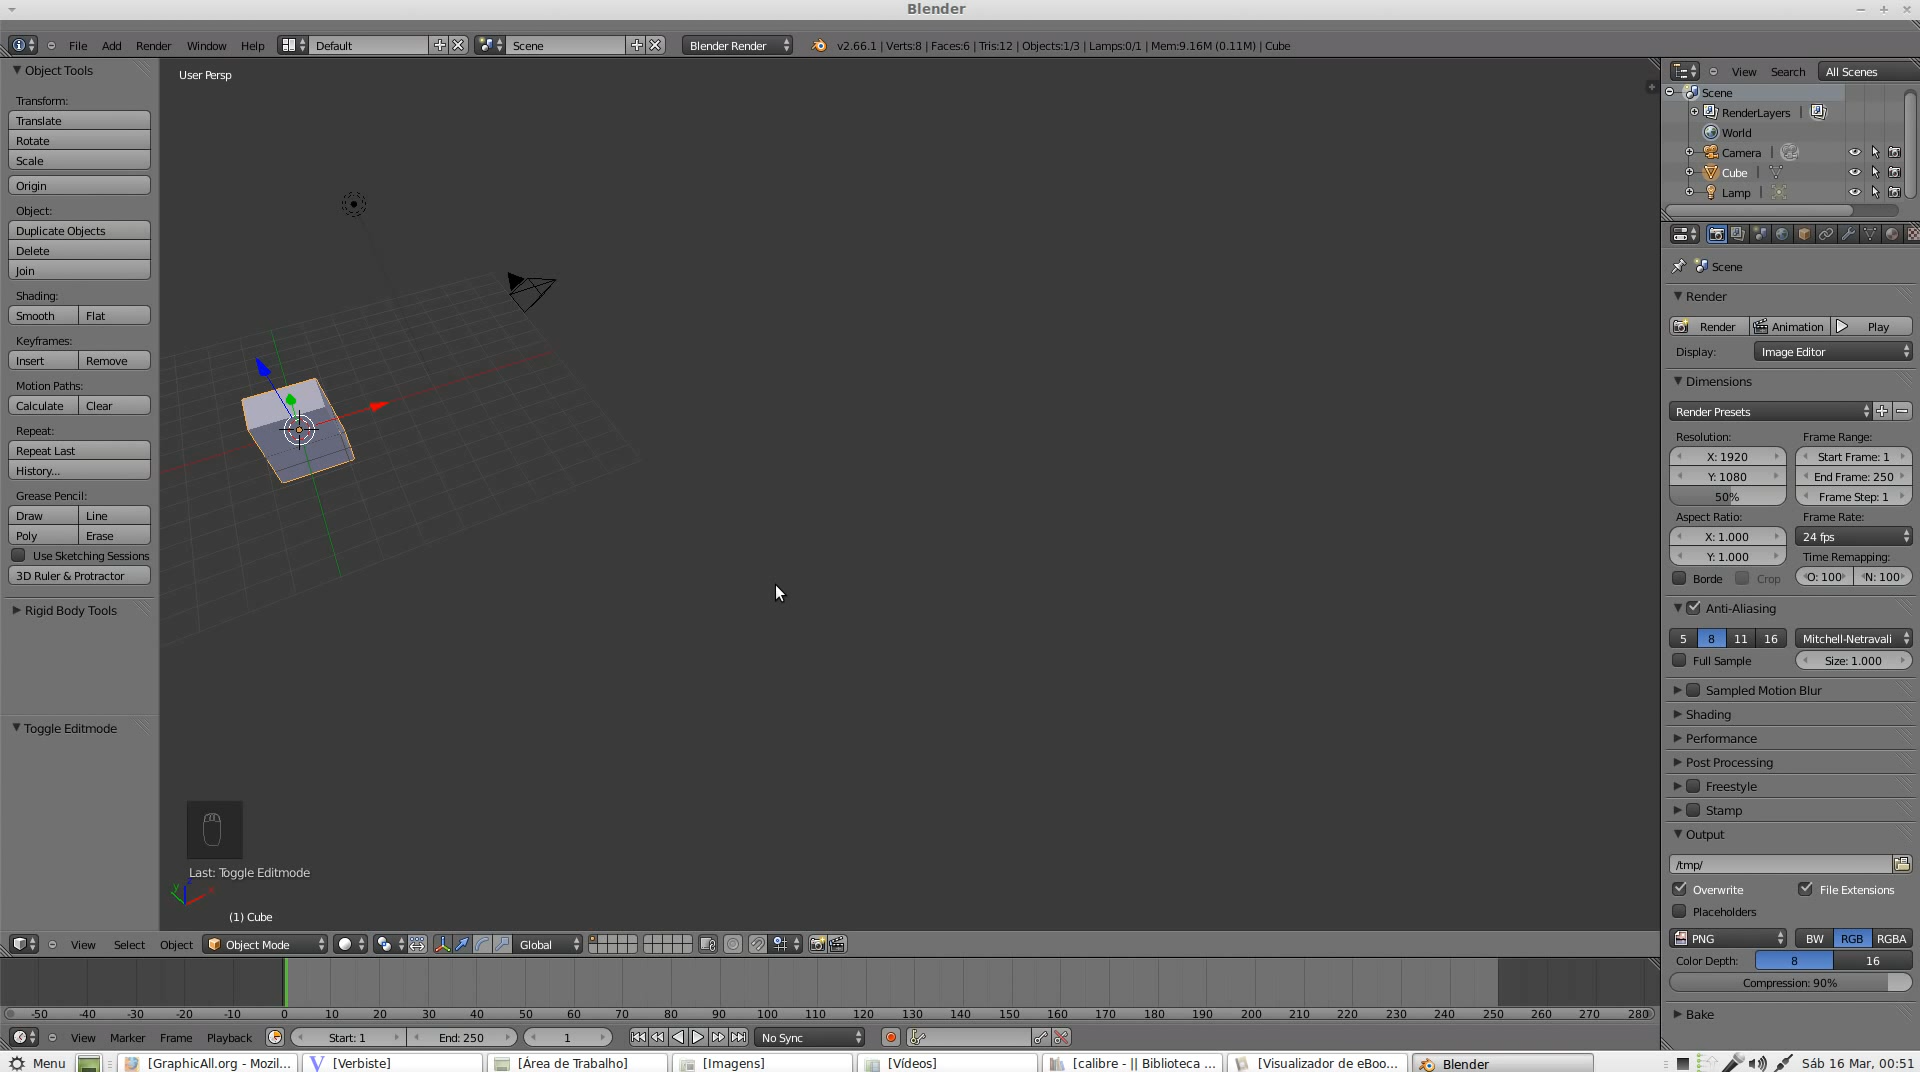 Blender
File Add Render Window Help Default Scene Blender Render v2.66.1 | Verts:8 | Faces:6 | Tris:12 | Objects:1/3 | Lamps:0/1 | Mem:9.16M (0.11M) | Cube
Object Tools
Transform:
Translate
Rotate
Scale
Origin
Object:
Duplicate Objects
Delete
Join
Shading:
Smooth Flat
Keyframes:
Insert Remove
Motion Paths:
Calculate Clear
Repeat:
Repeat Last
History...
Grease Pencil:
Draw Line
Poly Erase
Use Sketching Sessions
3D Ruler & Protractor
Rigid Body Tools
Toggle Editmode
User Persp
Last: Toggle Editmode
y
(1) Cube
View Search All Scenes
Scene
RenderLayers |
World
Camera |
Cube |
Lamp |
Scene
Render
Render Animation Play
Display: Image Editor
Dimensions
Render Presets
Resolution: Frame Range:
X: 1920 Start Frame: 1
Y: 1080 End Frame: 250
50% Frame Step: 1
Aspect Ratio: Frame Rate:
X: 1.000 24 fps
Y: 1.000 Time Remapping:
Borde Crop O: 100 N: 100
Anti-Aliasing
5 8 11 16 Mitchell-Netravali
Full Sample Size: 1.000
Sampled Motion Blur
Shading
Performance
Post Processing
Freestyle
Stamp
Output
/tmp/
Overwrite File Extensions
Placeholders
PNG BW RGB RGBA
Color Depth: 8 16
Compression: 90%
Bake
View Select Object Object Mode Global
-50 -40 -30 -20 -10 0 10 20 30 40 50 60 70 80 90 100 110 120 130 140 150 160 170 180 190 200 210 220 230 240 250 260 270 280
View Marker Frame Playback Start: 1 End: 250 1 No Sync
Menu [GraphicAll.org - Mozil... [Verbiste] [Área de Trabalho] [Imagens] [Vídeos] [calibre - || Biblioteca ... [Visualizador de eBoo... Blender Sáb 16 Mar, 00:51